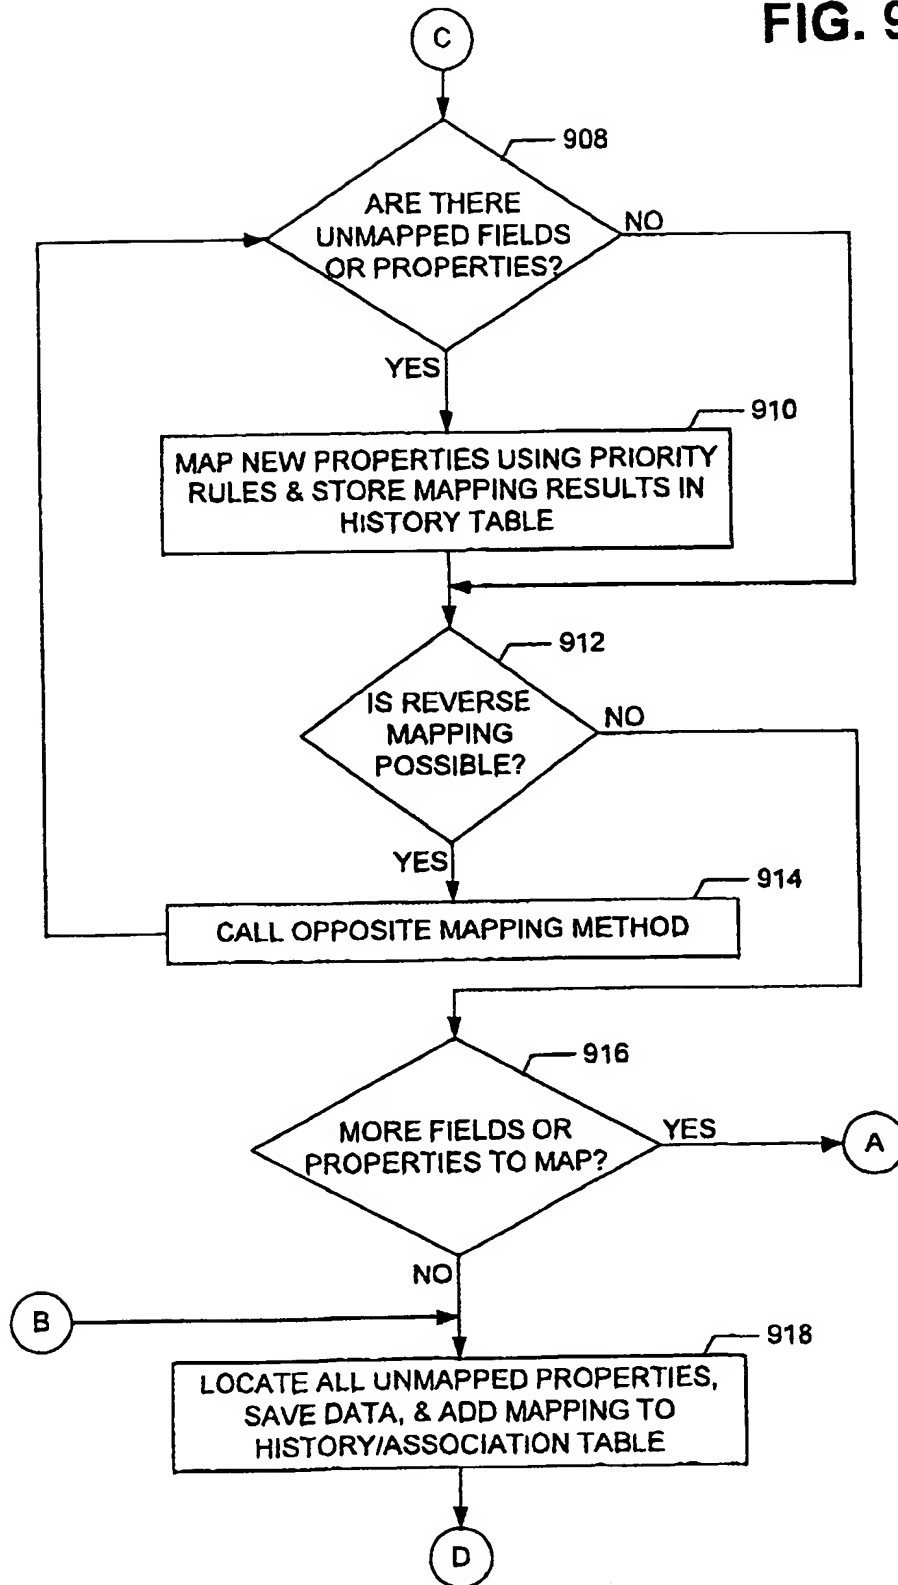 FIG. 9
C
908
ARE THERE
UNMAPPED FIELDS
OR PROPERTIES?
NO
YES
910
MAP NEW PROPERTIES USING PRIORITY
RULES & STORE MAPPING RESULTS IN
HISTORY TABLE
912
IS REVERSE
MAPPING
POSSIBLE?
NO
YES
914
CALL OPPOSITE MAPPING METHOD
916
MORE FIELDS OR
PROPERTIES TO MAP?
YES
A
NO
B
918
LOCATE ALL UNMAPPED PROPERTIES,
SAVE DATA, & ADD MAPPING TO
HISTORY/ASSOCIATION TABLE
D